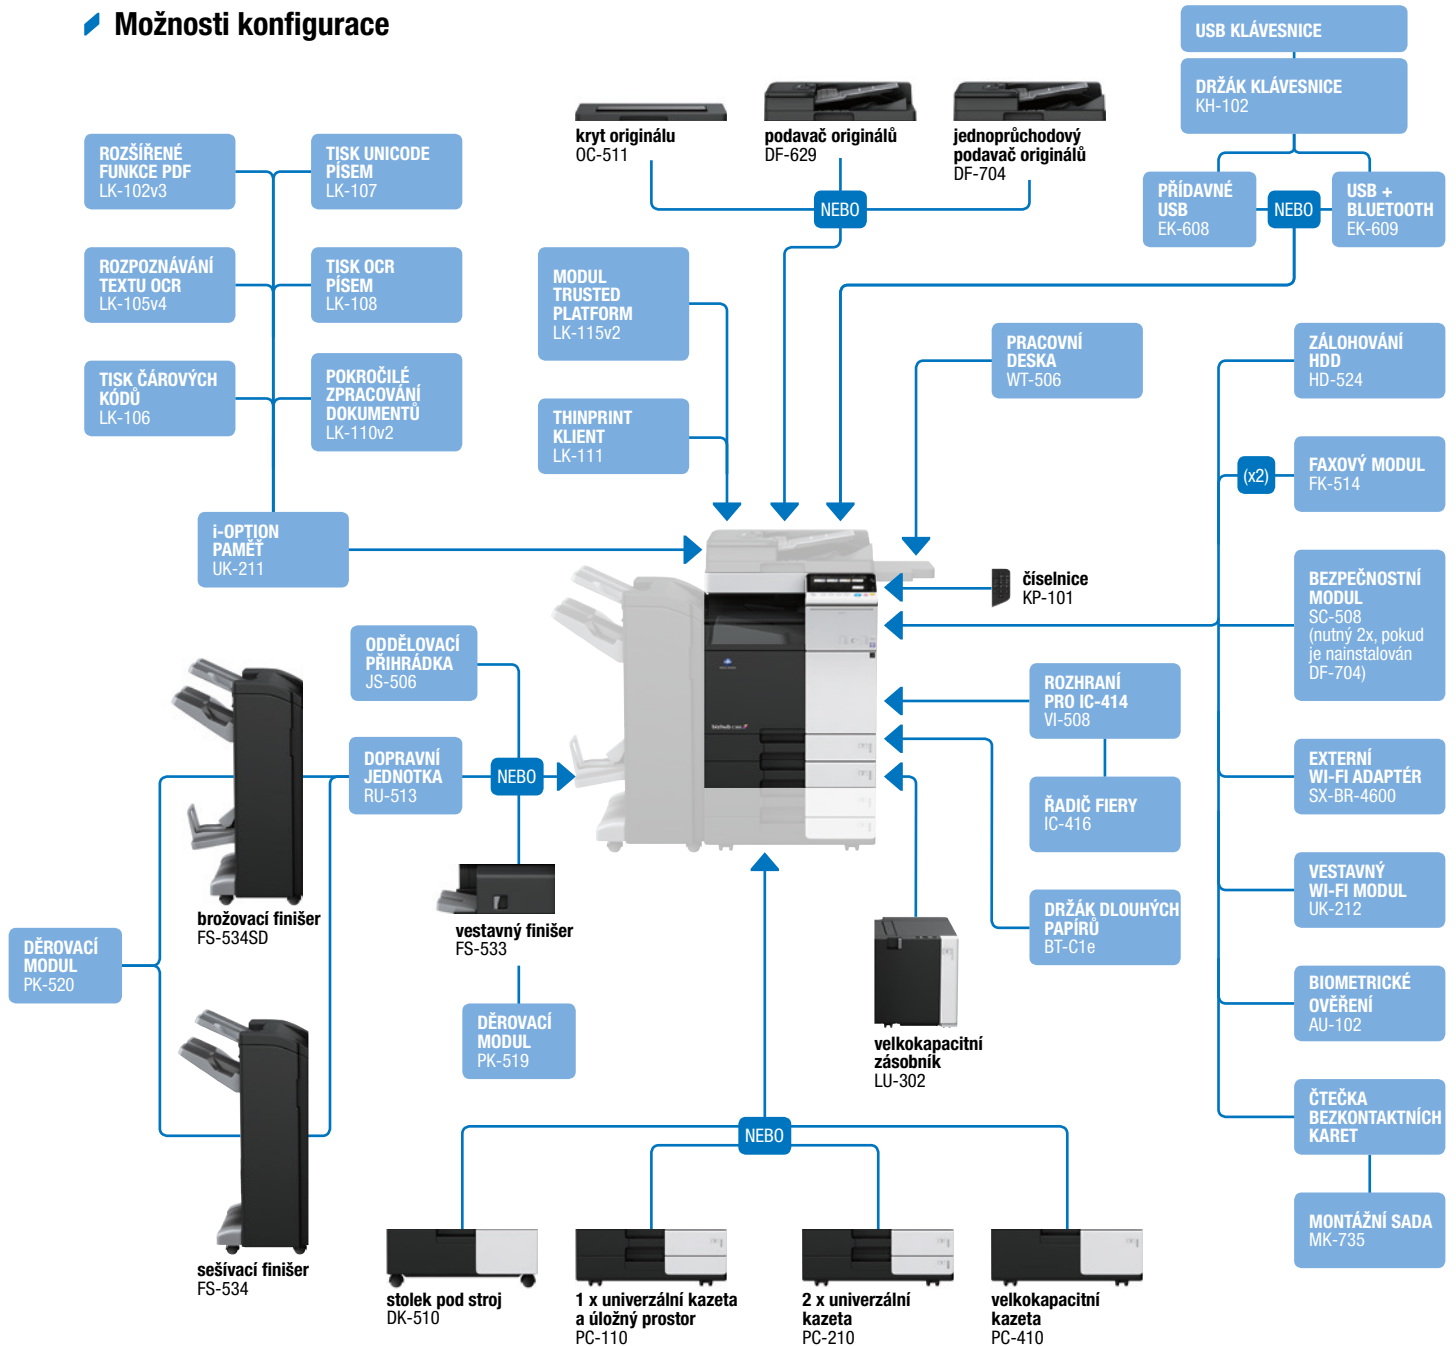 Možnosti konfigurace
USB KLÁVESNICE
DRŽÁK KLÁVESNICE
KH-102
PŘÍDAVNÉ
USB
EK-608
NEBO
USB +
BLUETOOTH
EK-609
kryt originálu
OC-511
podavač originálů
DF-629
jednoprůchodový
podavač originálů
DF-704
NEBO
ROZŠÍŘENÉ
FUNKCE PDF
LK-102v3
TISK UNICODE
PÍSEM
LK-107
ROZPOZNÁVÁNÍ
TEXTU OCR
LK-105v4
TISK OCR
PÍSEM
LK-108
TISK ČÁROVÝCH
KÓDŮ
LK-106
POKROČILÉ
ZPRACOVÁNÍ
DOKUMENTŮ
LK-110v2
i-OPTION
PAMĚŤ
UK-211
MODUL
TRUSTED
PLATFORM
LK-115v2
THINPRINT
KLIENT
LK-111
PRACOVNÍ
DESKA
WT-506
číselnice
KP-101
ZÁLOHOVÁNÍ
HDD
HD-524
(x2)
FAXOVÝ MODUL
FK-514
BEZPEČNOSTNÍ
MODUL
SC-508
(nutný 2x, pokud
je nainstalován
DF-704)
EXTERNÍ
WI-FI ADAPTÉR
SX-BR-4600
VESTAVNÝ
WI-FI MODUL
UK-212
BIOMETRICKÉ
OVĚŘENÍ
AU-102
ČTEČKA
BEZKONTAKTNÍCH
KARET
MONTÁŽNÍ SADA
MK-735
ROZHRANÍ
PRO IC-414
VI-508
ŘADIČ FIERY
IC-416
DRŽÁK DLOUHÝCH
PAPÍRŮ
BT-C1e
velkokapacitní
zásobník
LU-302
ODDĚLOVACÍ
PŘIHRÁDKA
JS-506
DOPRAVNÍ
JEDNOTKA
RU-513
NEBO
vestavný finišer
FS-533
DĚROVACÍ
MODUL
PK-519
brožovací finišer
FS-534SD
DĚROVACÍ
MODUL
PK-520
sešívací finišer
FS-534
NEBO
stolek pod stroj
DK-510
1 x univerzální kazeta
a úložný prostor
PC-110
2 x univerzální
kazeta
PC-210
velkokapacitní
kazeta
PC-410